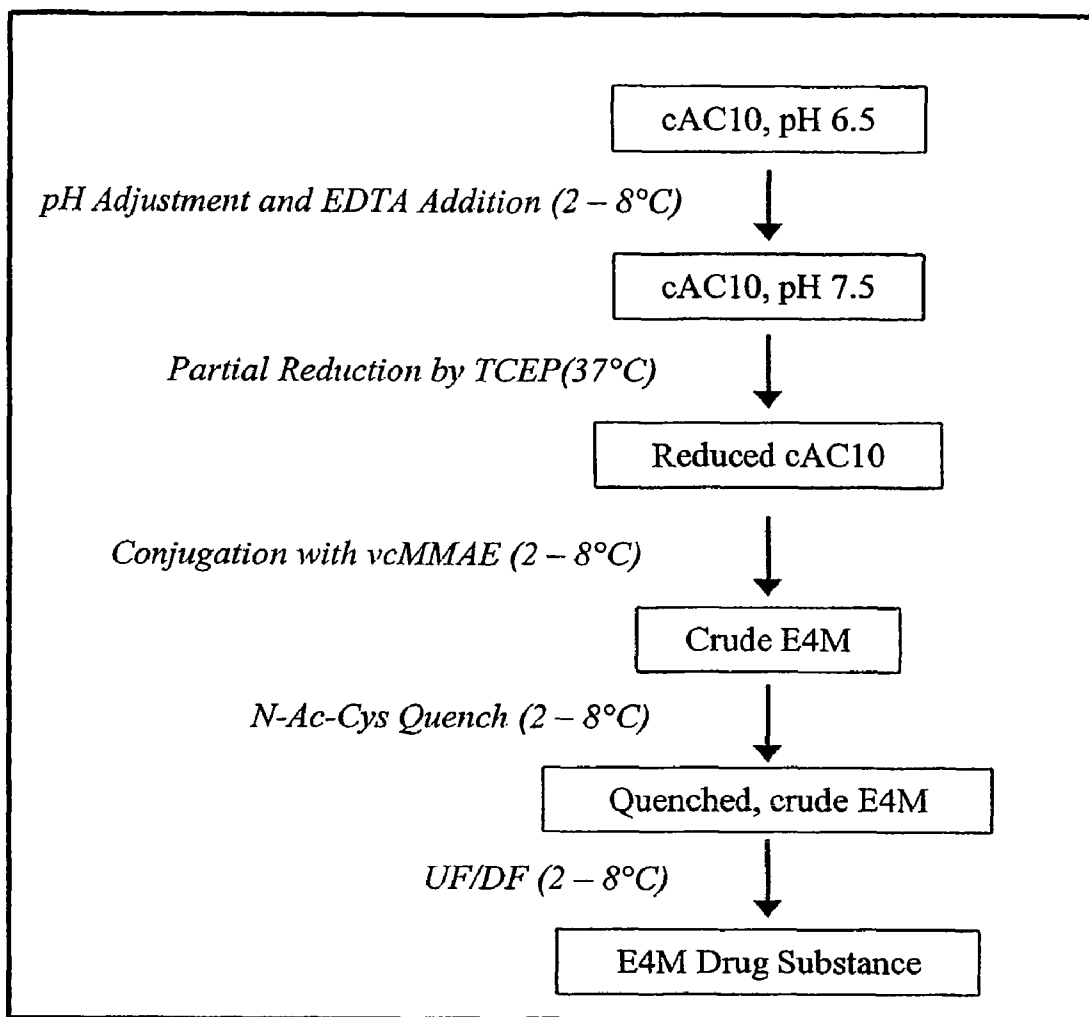 cAC10, pH 6.5
pH Adjustment and EDTA Addition (2 – 8°C)
cAC10, pH 7.5
Partial Reduction by TCEP(37°C)
Reduced cAC10
Conjugation with vcMMAE (2 – 8°C)
Crude E4M
N-Ac-Cys Quench (2 – 8°C)
Quenched, crude E4M
UF/DF (2 – 8°C)
E4M Drug Substance